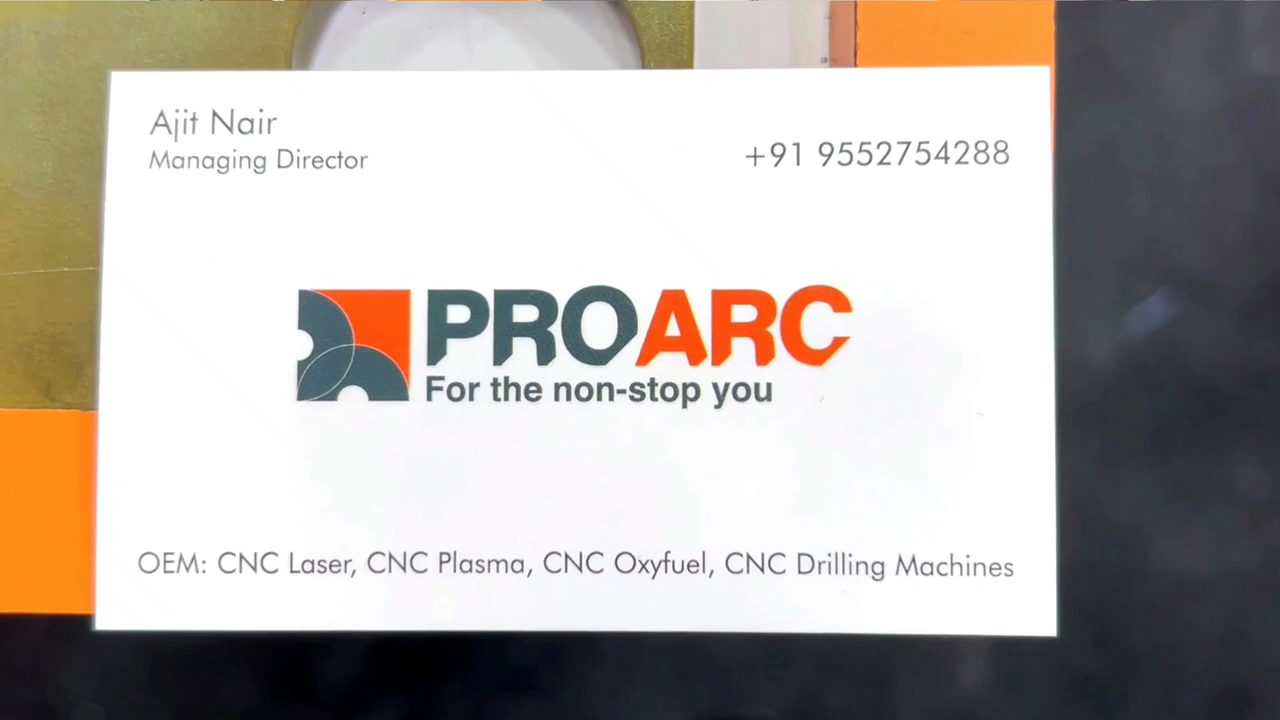 Ajit Nair
Managing Director
+91 9552754288
PROARC
For the non-stop you
OEM: CNC Laser, CNC Plasma, CNC Oxyfuel, CNC Drilling Machines